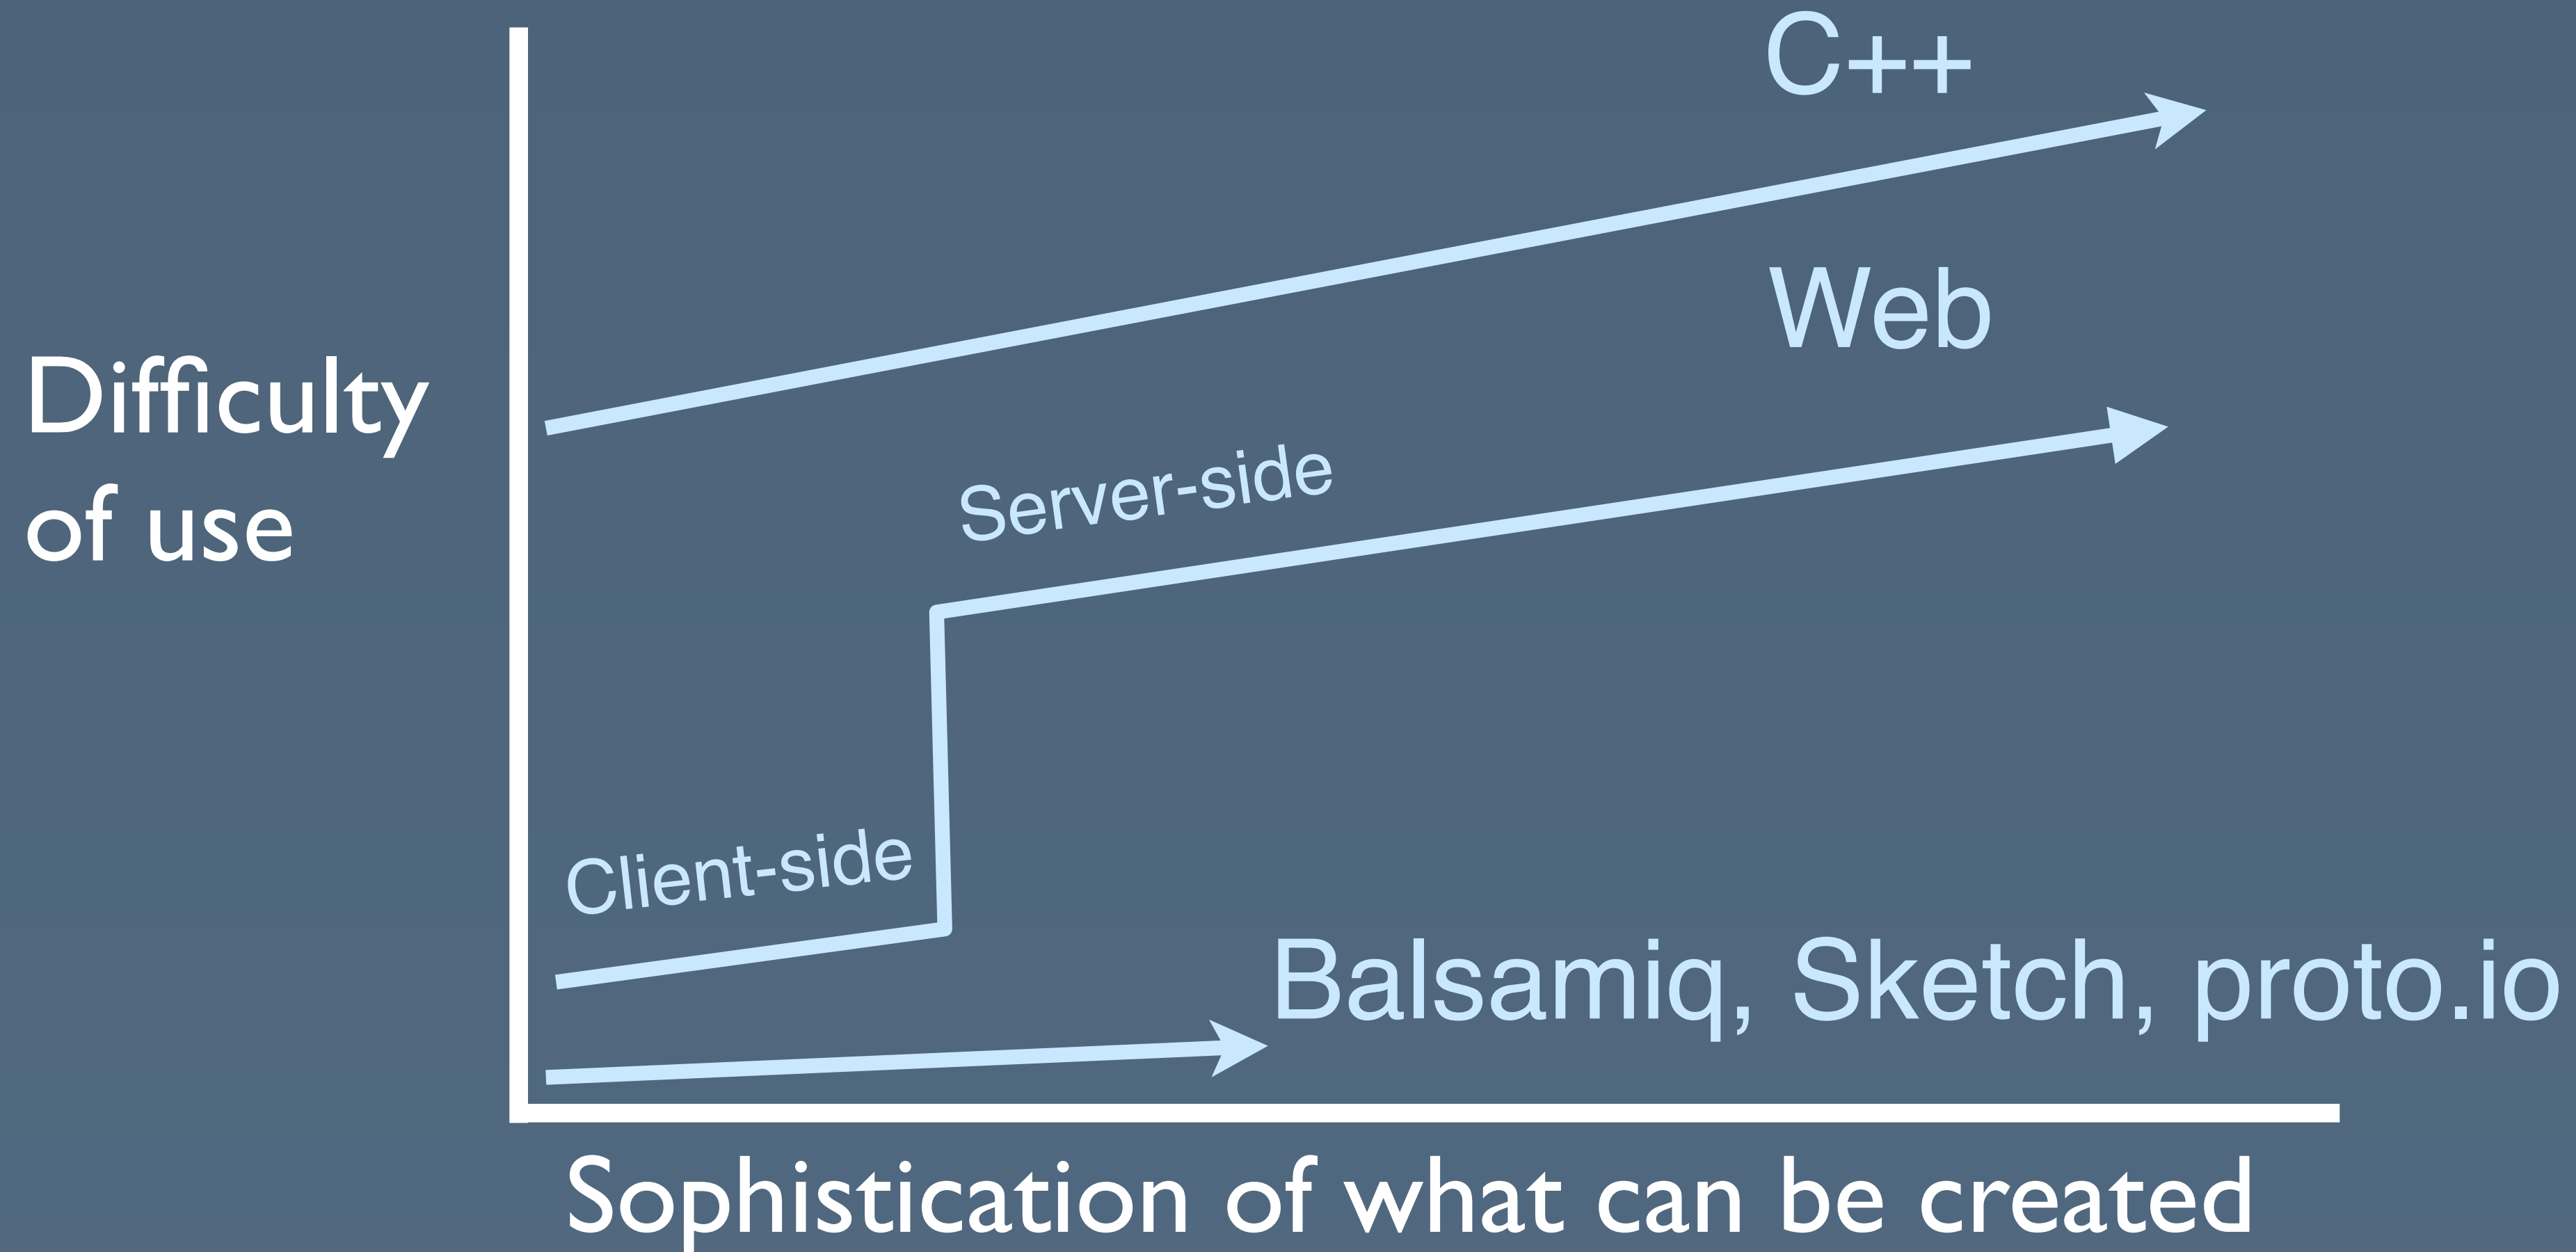 C++
Web
Difficulty
of use
Server-side
Client-side
Balsamiq, Sketch, proto.io
Sophistication of what can be created